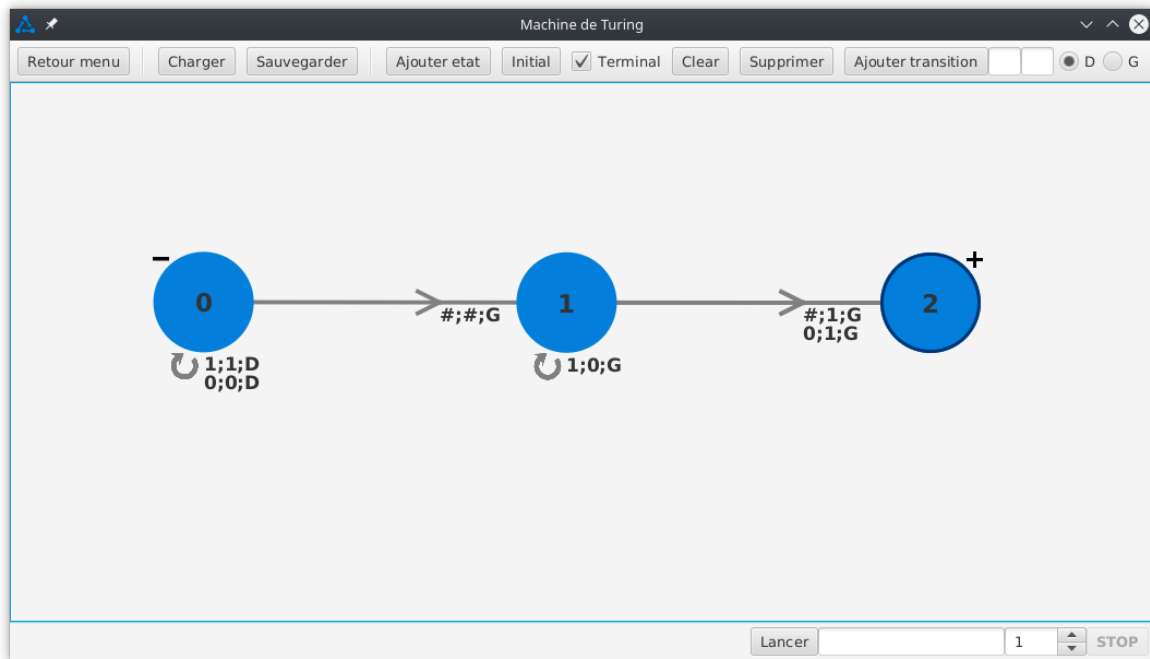 Machine de Turing
Retour menu Charger Sauvegarder Ajouter etat Initial Terminal Clear Supprimer Ajouter transition D G
− +
0 1 2
#;#;G
#;1;G
0;1;G
1;1;D
0;0;D
1;0;G
Lancer 1 STOP